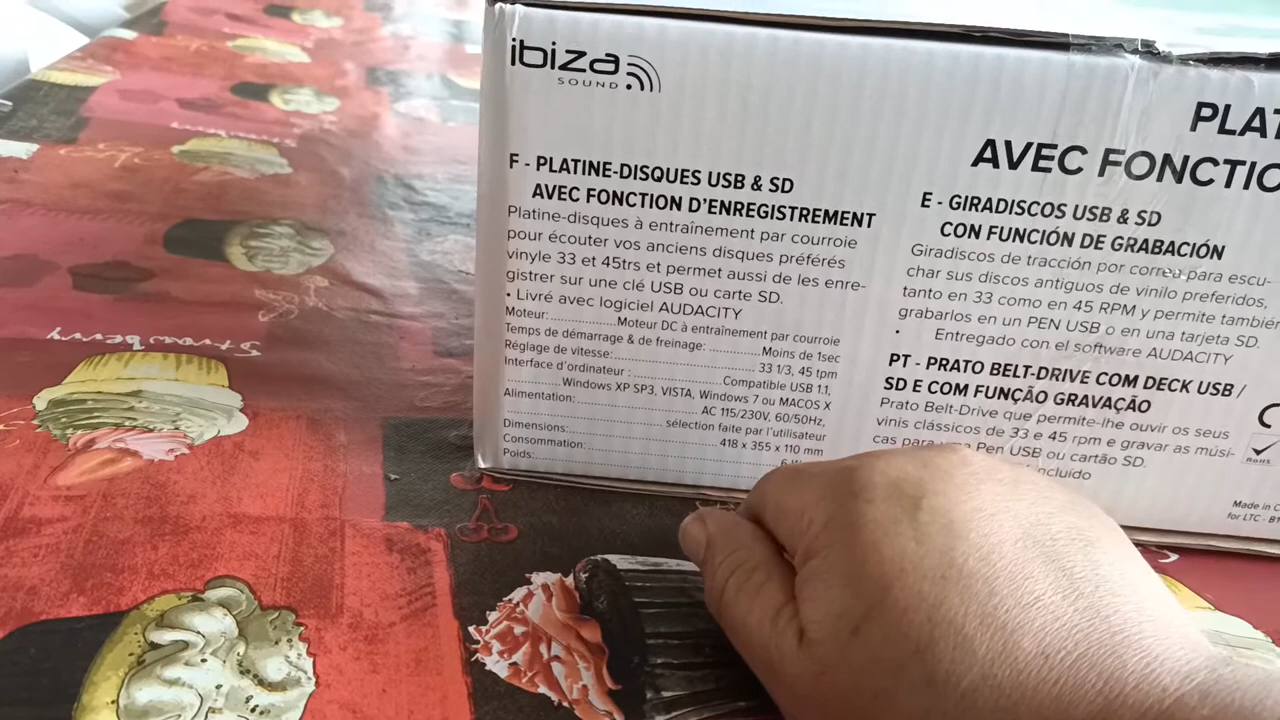 ibiza
SOUND
F - PLATINE-DISQUES USB & SD
AVEC FONCTION D'ENREGISTREMENT
Platine-disques à entraînement par courroie
pour écouter vos anciens disques préférés
vinyle 33 et 45trs et permet aussi de les enre-
gistrer sur une clé USB ou carte SD.
• Livré avec logiciel AUDACITY
Moteur:..................Moteur DC à entraînement par courroie
Temps de démarrage & de freinage: .............Moins de 1sec
Réglage de vitesse:.................................... 33 1/3, 45 tpm
Interface d'ordinateur : .......................Compatible USB 1.1,
..............Windows XP SP3, VISTA, Windows 7 ou MACOS X
Alimentation:............................... AC 115/230V, 60/50Hz,
........................................ sélection faite par l'utilisateur
Dimensions:.......................................418 x 355 x 110 mm
Consommation: ........................................................ 6
Poids:
PLAT
AVEC FONCTIO
E - GIRADISCOS USB & SD
CON FUNCIÓN DE GRABACIÓN
Giradiscos de tracción por correa para escu-
char sus discos antiguos de vinilo preferidos,
tanto en 33 como en 45 RPM y permite también
grabarlos en un PEN USB o en una tarjeta SD.
• Entregado con el software AUDACITY
PT - PRATO BELT-DRIVE COM DECK USB /
SD E COM FUNÇÃO GRAVAÇÃO
Prato Belt-Drive que permite-lhe ouvir os seus
vinis clássicos de 33 e 45 rpm e gravar as músi-
cas para Pen USB ou cartão SD.
incluído
RoHS
Made in
for LTC -
Strawberry